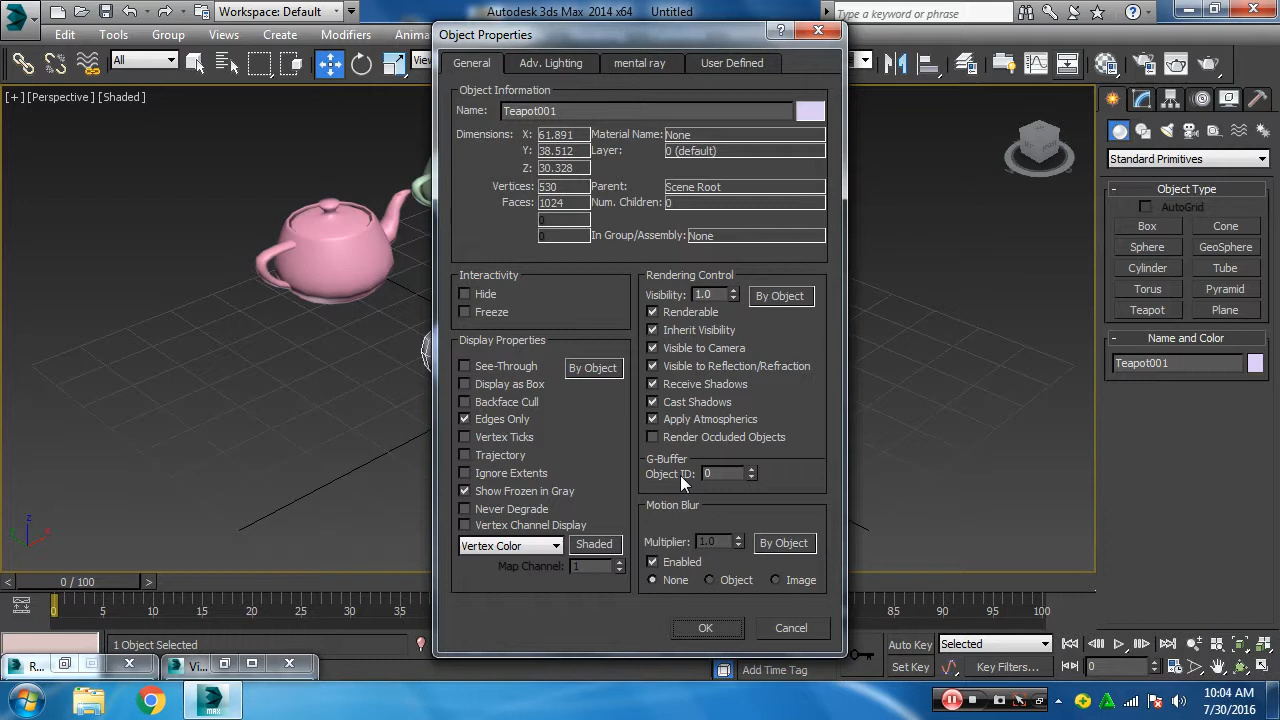 Workspace: Default
Autodesk 3ds Max 2014 x64 Untitled
Type a keyword or phrase
Edit Tools Group Views Create Modifiers Animat
All
[+] [Perspective] [Shaded]
Object Properties
General Adv. Lighting mental ray User Defined
Object Information
Name: Teapot001
Dimensions: X: 61.891 Material Name: None
Y: 38.512 Layer: 0 (default)
Z: 30.328
Vertices: 530 Parent: Scene Root
Faces: 1024 Num. Children: 0
0
0 In Group/Assembly: None
Interactivity
Hide
Freeze
Display Properties
See-Through By Object
Display as Box
Backface Cull
Edges Only
Vertex Ticks
Trajectory
Ignore Extents
Show Frozen in Gray
Never Degrade
Vertex Channel Display
Vertex Color Shaded
Map Channel: 1
Rendering Control
Visibility: 1.0 By Object
Renderable
Inherit Visibility
Visible to Camera
Visible to Reflection/Refraction
Receive Shadows
Cast Shadows
Apply Atmospherics
Render Occluded Objects
G-Buffer
Object ID: 0
Motion Blur
Multiplier: 1.0 By Object
Enabled
None Object Image
OK Cancel
Standard Primitives
Object Type
AutoGrid
Box Cone
Sphere GeoSphere
Cylinder Tube
Torus Pyramid
Teapot Plane
Name and Color
Teapot001
z
x
0 / 100
0 5 10 15 20 25 30 35 85 90 95 100
1 Object Selected
Auto Key Selected
Set Key Key Filters... 0
Add Time Tag
R... Vi...
MAX
10:04 AM
7/30/2016